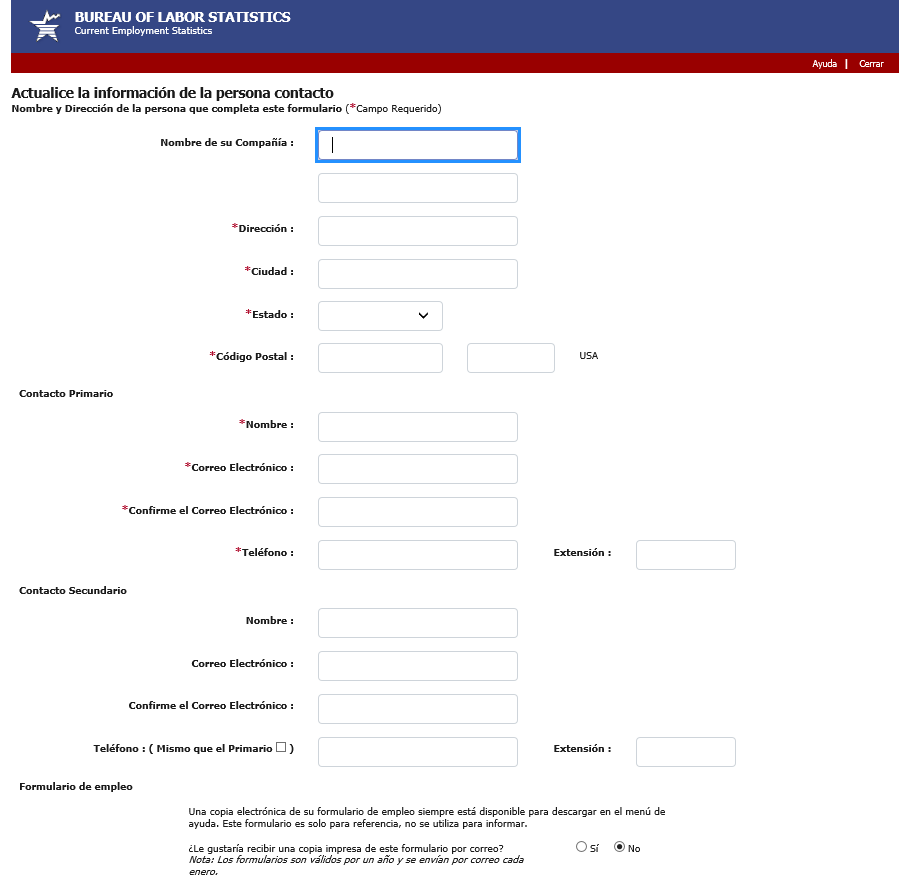 BUREAU OF LABOR STATISTICS
Current Employment Statistics
Ayuda | Cerrar
Actualice la información de la persona contacto
Nombre y Dirección de la persona que completa este formulario (*Campo Requerido)
Nombre de su Compañía :
*Dirección :
*Ciudad :
*Estado :
*Código Postal : USA
Contacto Primario
*Nombre :
*Correo Electrónico :
*Confirme el Correo Electrónico :
*Teléfono : Extensión :
Contacto Secundario
Nombre :
Correo Electrónico :
Confirme el Correo Electrónico :
Teléfono : ( Mismo que el Primario ) Extensión :
Formulario de empleo
Una copia electrónica de su formulario de empleo siempre está disponible para descargar en el menú de
ayuda. Este formulario es solo para referencia, no se utiliza para informar.
¿Le gustaría recibir una copia impresa de este formulario por correo? Sí No
Nota: Los formularios son válidos por un año y se envían por correo cada
enero.